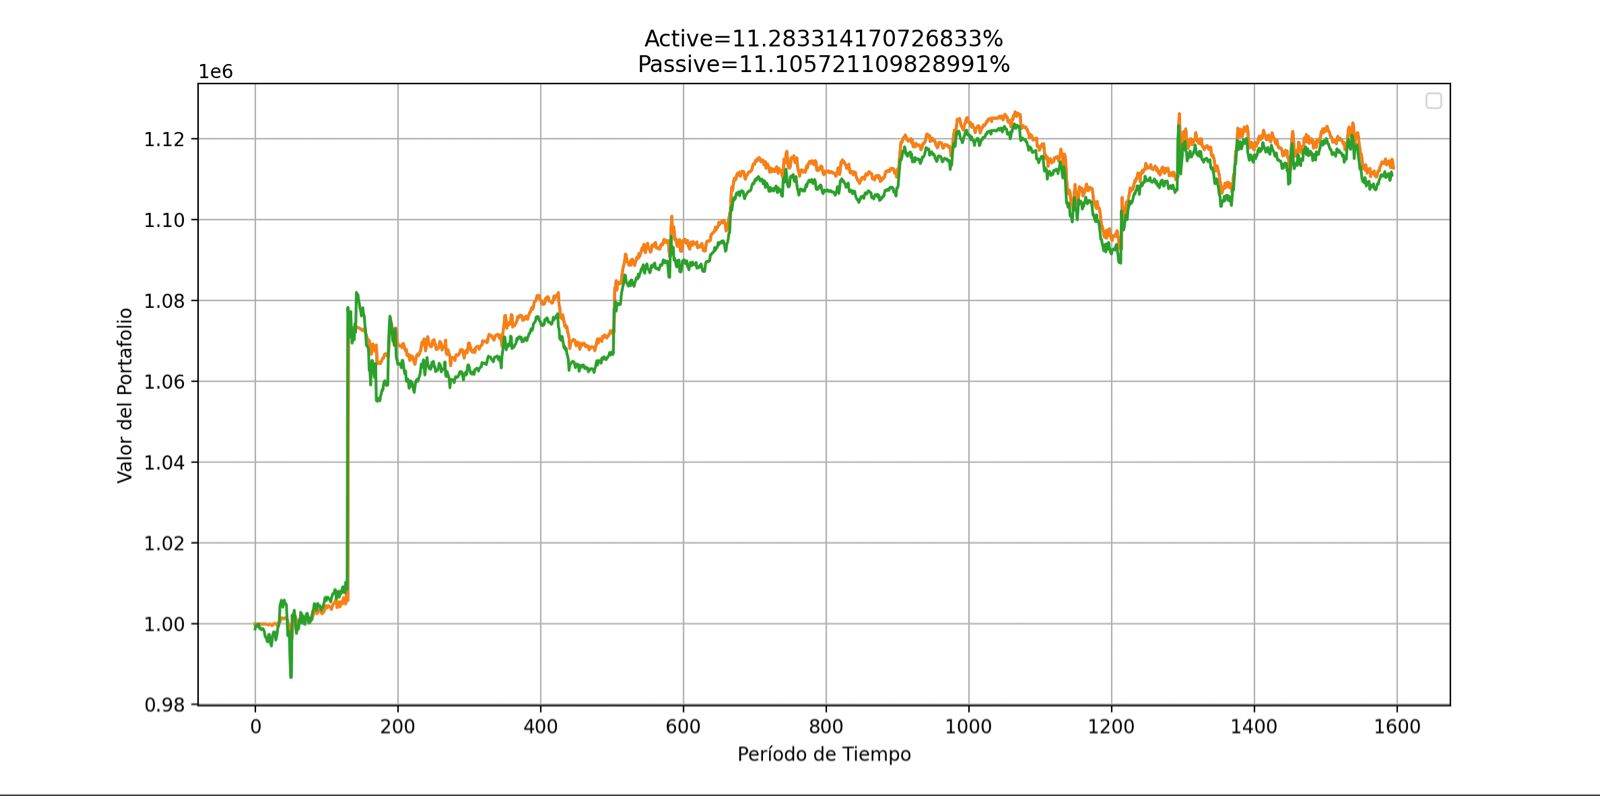 Active=11.283314170726833%
Passive=11.105721109828991%
1e6
1.12
1.10
1.08
1.06
1.04
1.02
1.00
0.98
Valor del Portafolio
0 200 400 600 800 1000 1200 1400 1600
Período de Tiempo